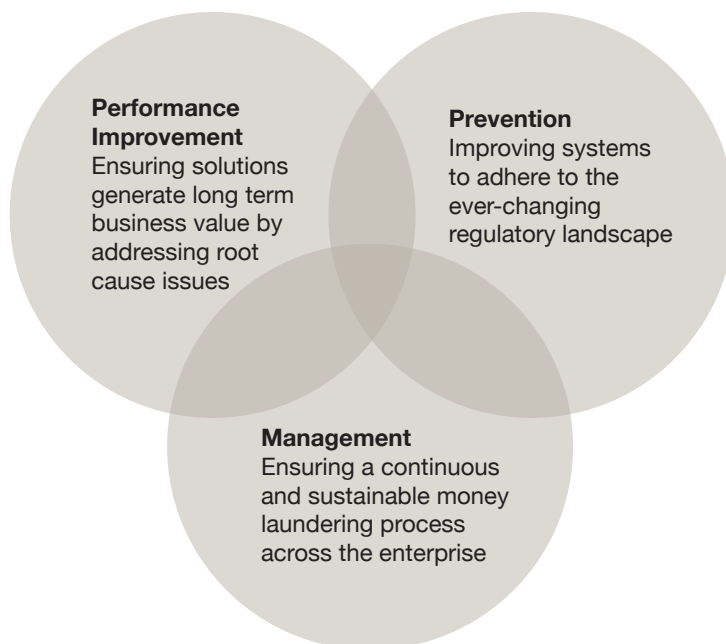 Performance
Improvement
Ensuring solutions
generate long term
business value by
addressing root
cause issues
Prevention
Improving systems
to adhere to the
ever-changing
regulatory landscape
Management
Ensuring a continuous
and sustainable money
laundering process
across the enterprise